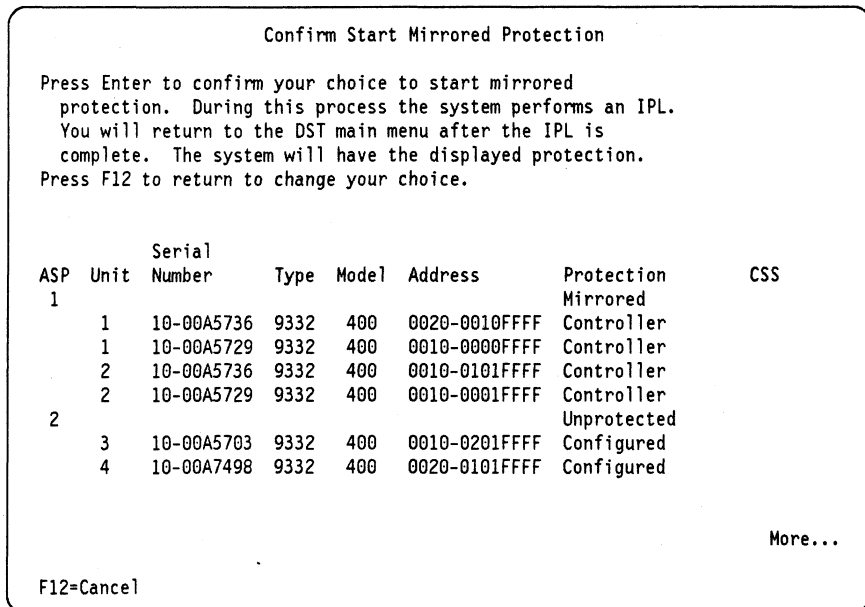 Confirm Start Mirrored Protection
Press Enter to confirm your choice to start mirrored
protection. During this process the system performs an IPL.
You will return to the DST main menu after the IPL is
complete. The system will have the displayed protection.
Press F12 to return to change your choice.
Serial
ASP Unit Number Type Model Address Protection CSS
1 Mirrored
1 10-00A5736 9332 400 0020-0010FFFF Controller
1 10-00A5729 9332 400 0010-0000FFFF Controller
2 10-00A5736 9332 400 0010-0101FFFF Controller
2 10-00A5729 9332 400 0010-0001FFFF Controller
2 Unprotected
3 10-00A5703 9332 400 0010-0201FFFF Configured
4 10-00A7498 9332 400 0020-0101FFFF Configured
More...
F12=Cancel